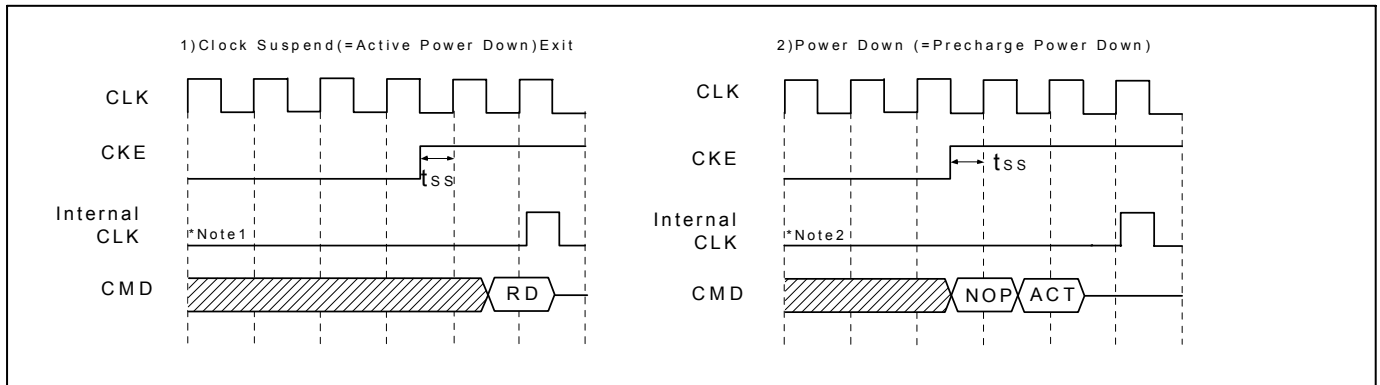 1)Clock Suspend(=Active Power Down)Exit
CLK
CKE
tss
Internal
CLK
*Note1
CMD
RD
2)Power Down (=Precharge Power Down)
CLK
CKE
tss
Internal
CLK
*Note2
CMD
NOP
ACT